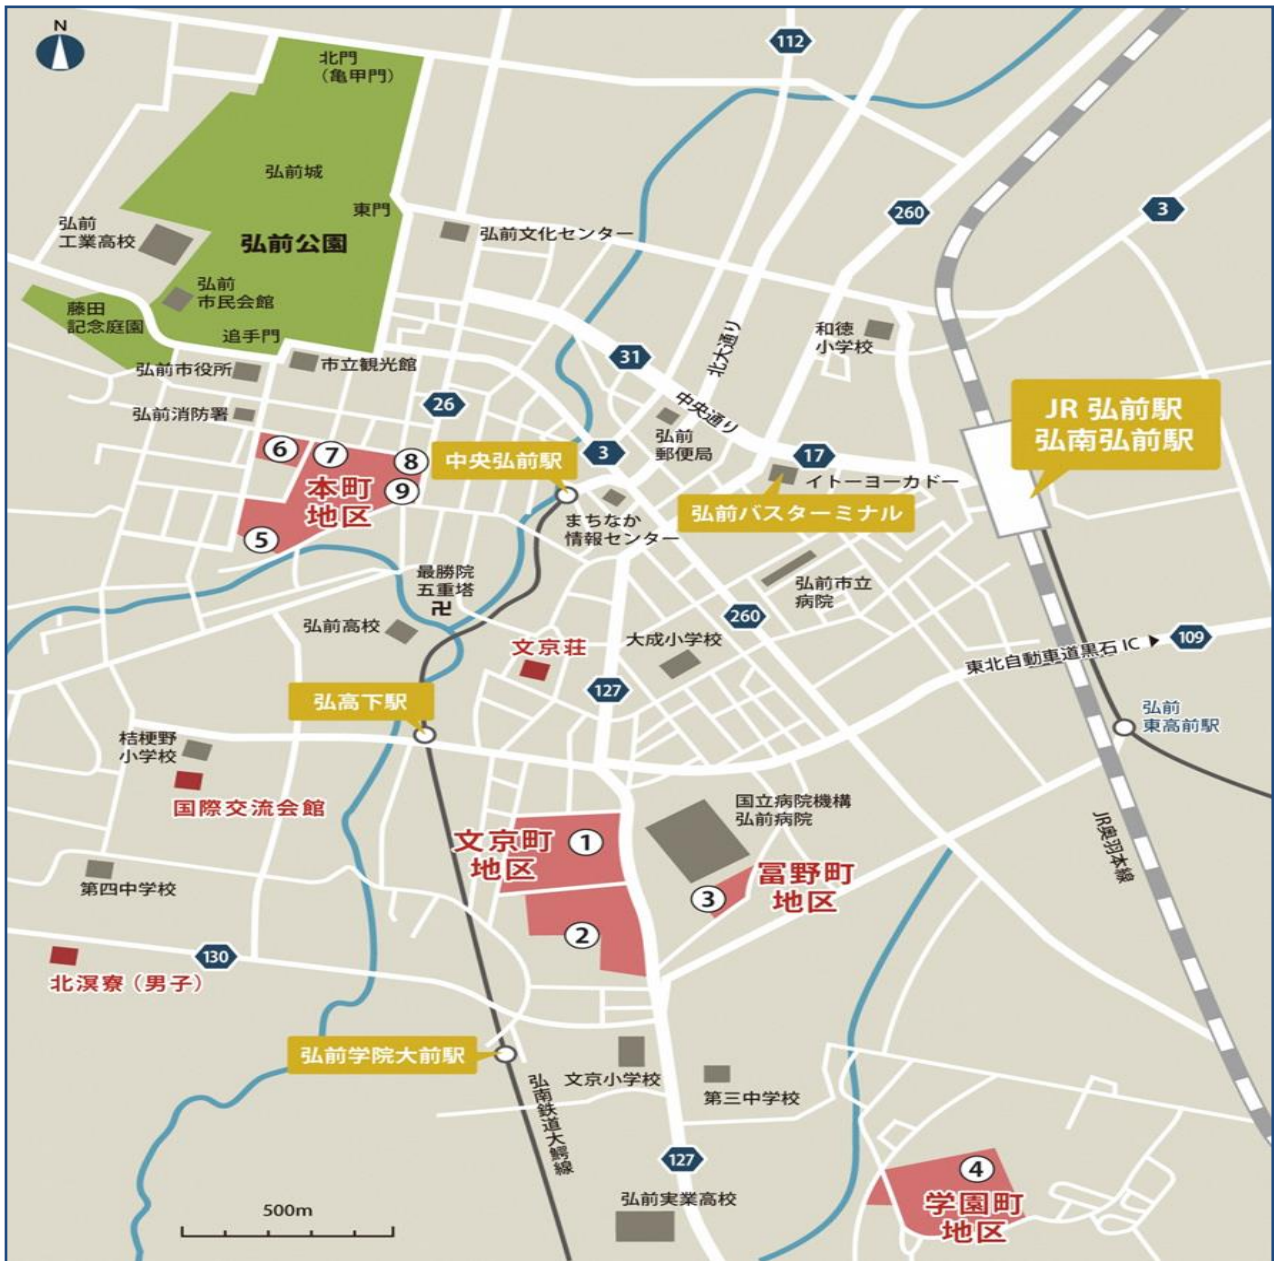 N
北門
（亀甲門）
112
弘前城
東門
260
3
弘前
工業高校
弘前公園
弘前文化センター
弘前
市民会館
藤田
記念庭園
追手門
北大通り
和徳
小学校
弘前市役所
市立観光館
31
中央通り
JR 弘前駅
弘南弘前駅
弘前消防署
26
弘前
郵便局
3
17
イトーヨーカドー
中央弘前駅
弘前バスターミナル
6
7
8
9
本町
地区
5
まちなか
情報センター
最勝院
五重塔
卍
弘前市立
病院
弘前高校
文京荘
大成小学校
260
東北自動車道黒石 IC ▶
109
127
弘高下駅
弘前
東高前駅
桔梗野
小学校
国際交流会館
国立病院機構
弘前病院
JR奥羽本線
文京町
地区
1
冨野町
地区
3
第四中学校
2
130
北溟寮（男子）
弘前学院大前駅
文京小学校
弘南鉄道大鰐線
第三中学校
127
4
学園町
地区
弘前実業高校
500m